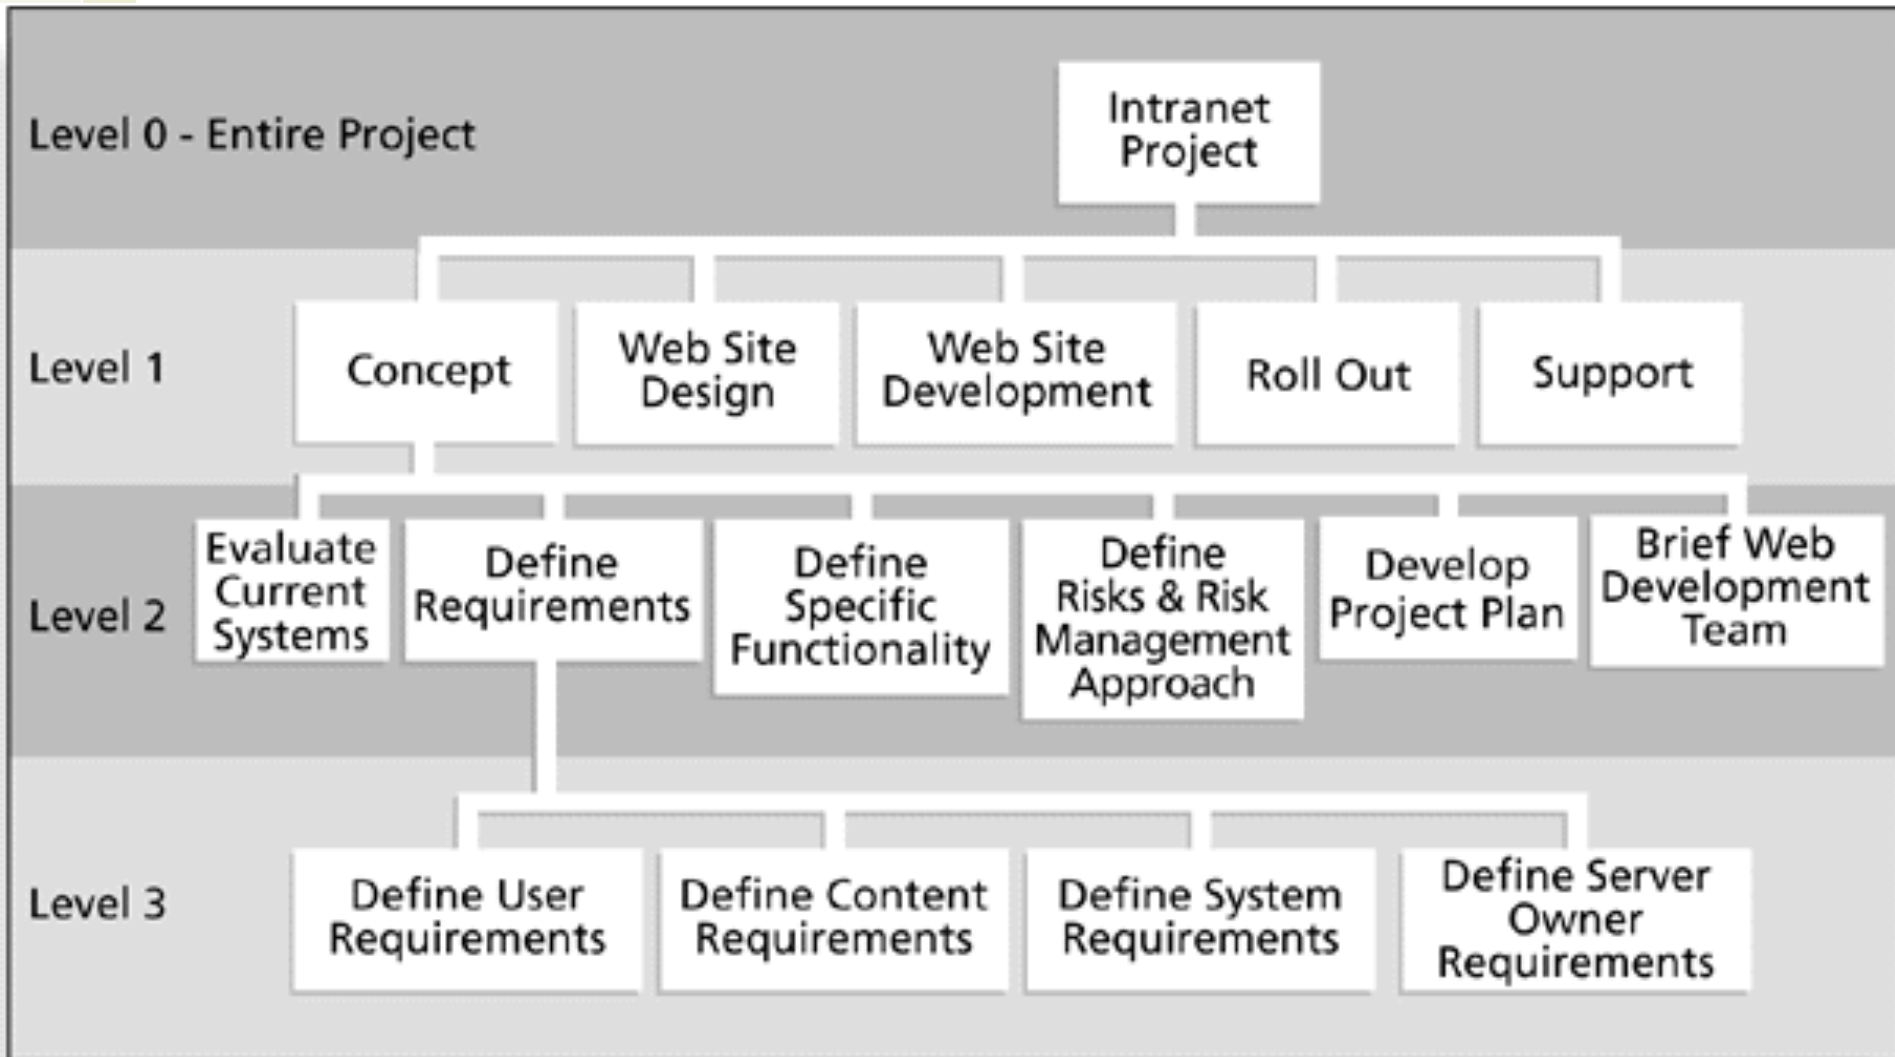 Level 0 - Entire Project
Intranet
Project
Level 1
Concept
Web Site
Design
Web Site
Development
Roll Out
Support
Level 2
Evaluate
Current
Systems
Define
Requirements
Define
Specific
Functionality
Define
Risks & Risk
Management
Approach
Develop
Project Plan
Brief Web
Development
Team
Level 3
Define User
Requirements
Define Content
Requirements
Define System
Requirements
Define Server
Owner
Requirements